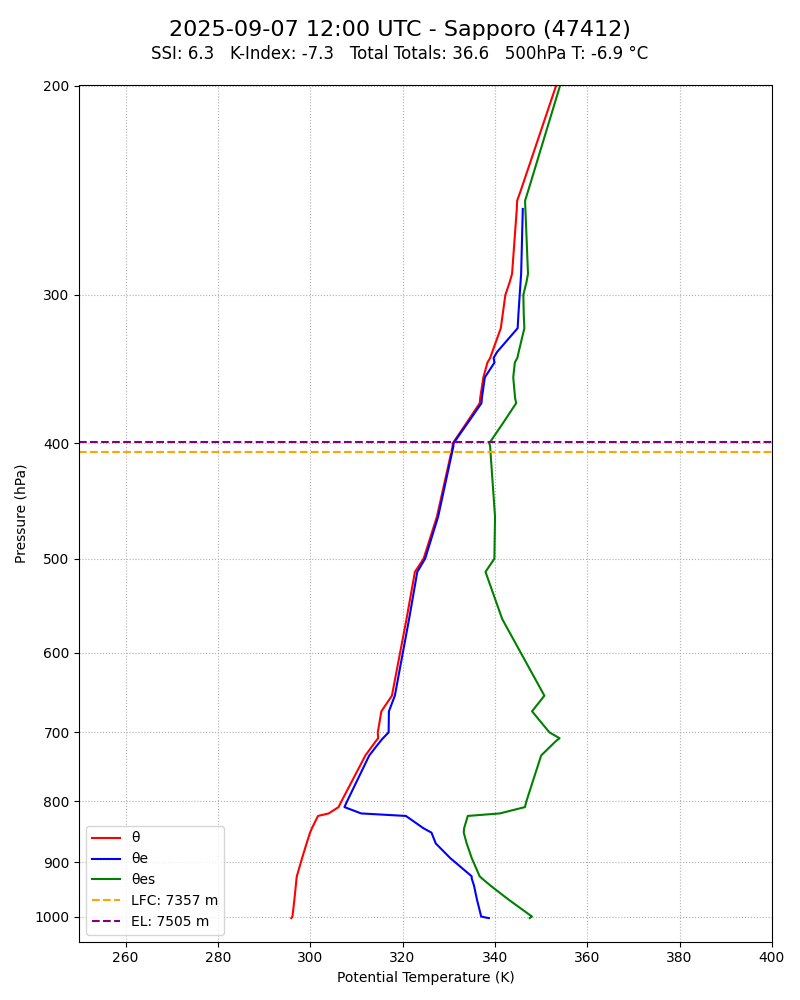 2025-09-07 12:00 UTC - Sapporo (47412)
SSI: 6.3 K-Index: -7.3 Total Totals: 36.6 500hPa T: -6.9 °C
200
300
400
500
600
700
800
900
1000
Pressure (hPa)
θ
θe
θes
LFC: 7357 m
EL: 7505 m
260 280 300 320 340 360 380 400
Potential Temperature (K)